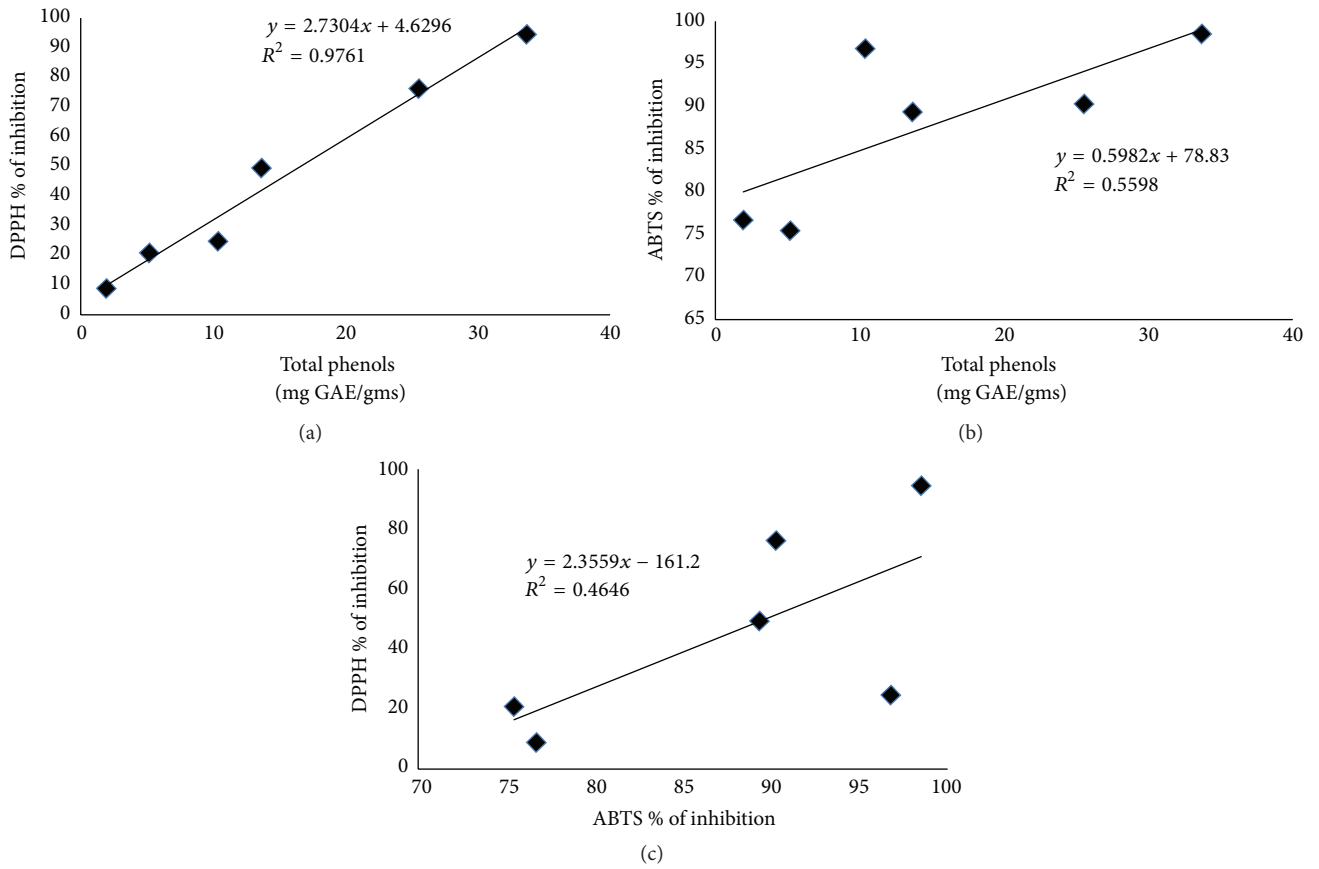 100
90
80
70
60
50
40
30
20
10
0
DPPH % of inhibition
y = 2.7304x + 4.6296
R² = 0.9761
0 10 20 30 40
Total phenols
(mg GAE/gms)
(a)
100
95
90
85
80
75
70
65
ABTS % of inhibition
y = 0.5982x + 78.83
R² = 0.5598
0 10 20 30 40
Total phenols
(mg GAE/gms)
(b)
100
80
60
40
20
0
DPPH % of inhibition
y = 2.3559x − 161.2
R² = 0.4646
70 75 80 85 90 95 100
ABTS % of inhibition
(c)